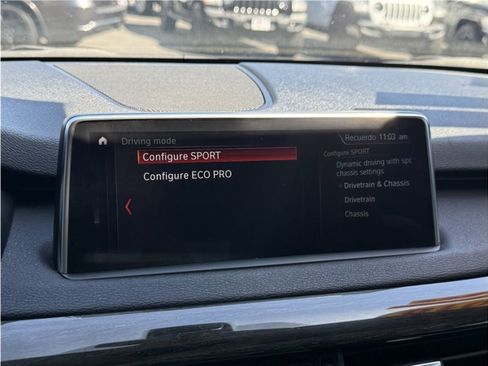 Driving mode
Recuerdo 11:03 am
Configure SPORT
Configure ECO PRO
Configure SPORT
Dynamic driving with spc
chassis settings
Drivetrain & Chassis
Drivetrain
Chassis